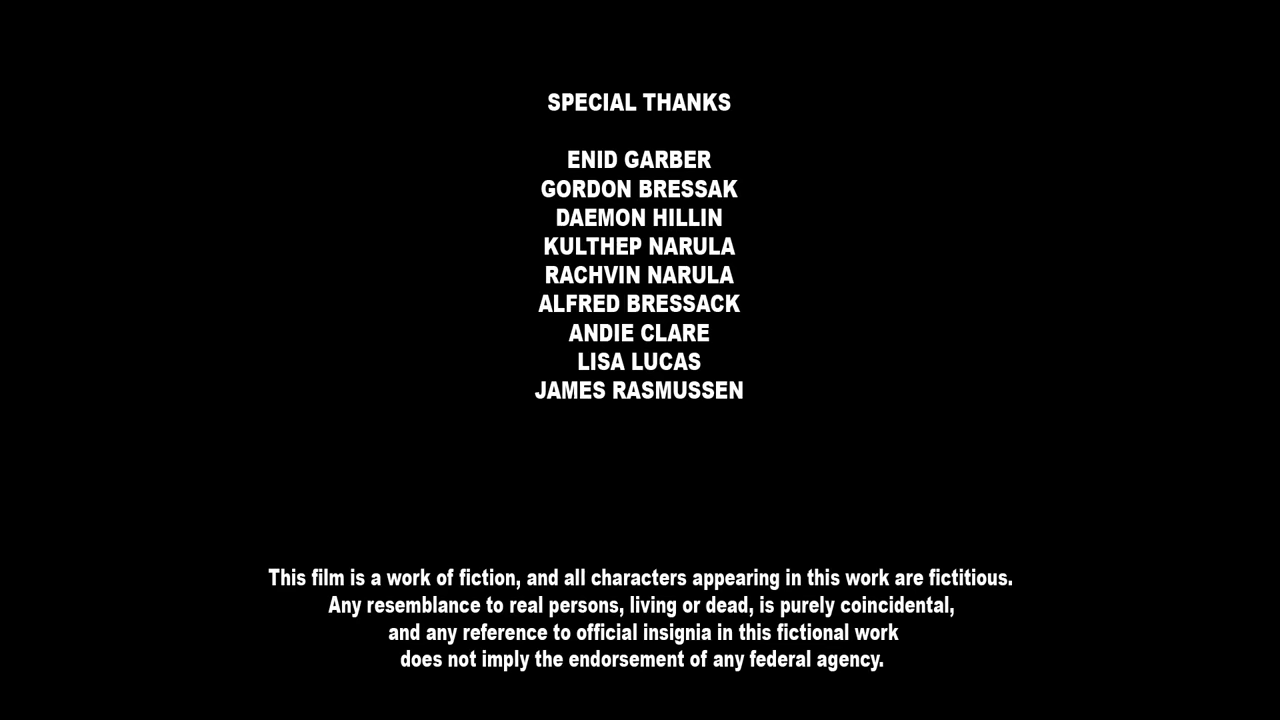 SPECIAL THANKS
ENID GARBER
GORDON BRESSAK
DAEMON HILLIN
KULTHEP NARULA
RACHVIN NARULA
ALFRED BRESSACK
ANDIE CLARE
LISA LUCAS
JAMES RASMUSSEN
This film is a work of fiction, and all characters appearing in this work are fictitious.
Any resemblance to real persons, living or dead, is purely coincidental,
and any reference to official insignia in this fictional work
does not imply the endorsement of any federal agency.